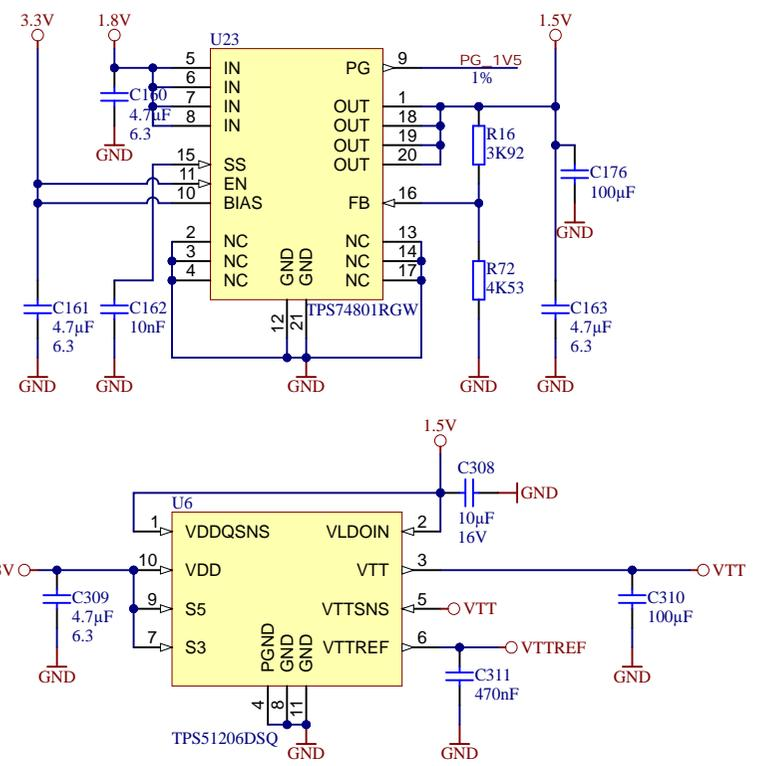 3.3V
1.8V
U23
1.5V
5 IN
6 IN
7 IN
8 IN
15 SS
11 EN
10 BIAS
2 NC
3 NC
4 NC
PG 9
PG_1V5
1%
OUT 1
OUT 18
OUT 19
OUT 20
FB 16
NC 13
NC 14
NC 17
GND
GND
12
21
TPS74801RGW
C160
4.7µF
6.3
GND
R16
3K92
C176
100µF
GND
R72
4K53
C161
4.7µF
6.3
C162
10nF
C163
4.7µF
6.3
GND
GND
GND
GND
GND
1.5V
C308
GND
10µF
16V
U6
1 VDDQSNS
VLDOIN 2
V
10 VDD
VTT 3
VTT
9 S5
VTTSNS 5
VTT
7 S3
VTTREF 6
VTTREF
PGND
GND
GND
4
8
11
C309
4.7µF
6.3
GND
C310
100µF
GND
C311
470nF
TPS51206DSQ
GND
GND